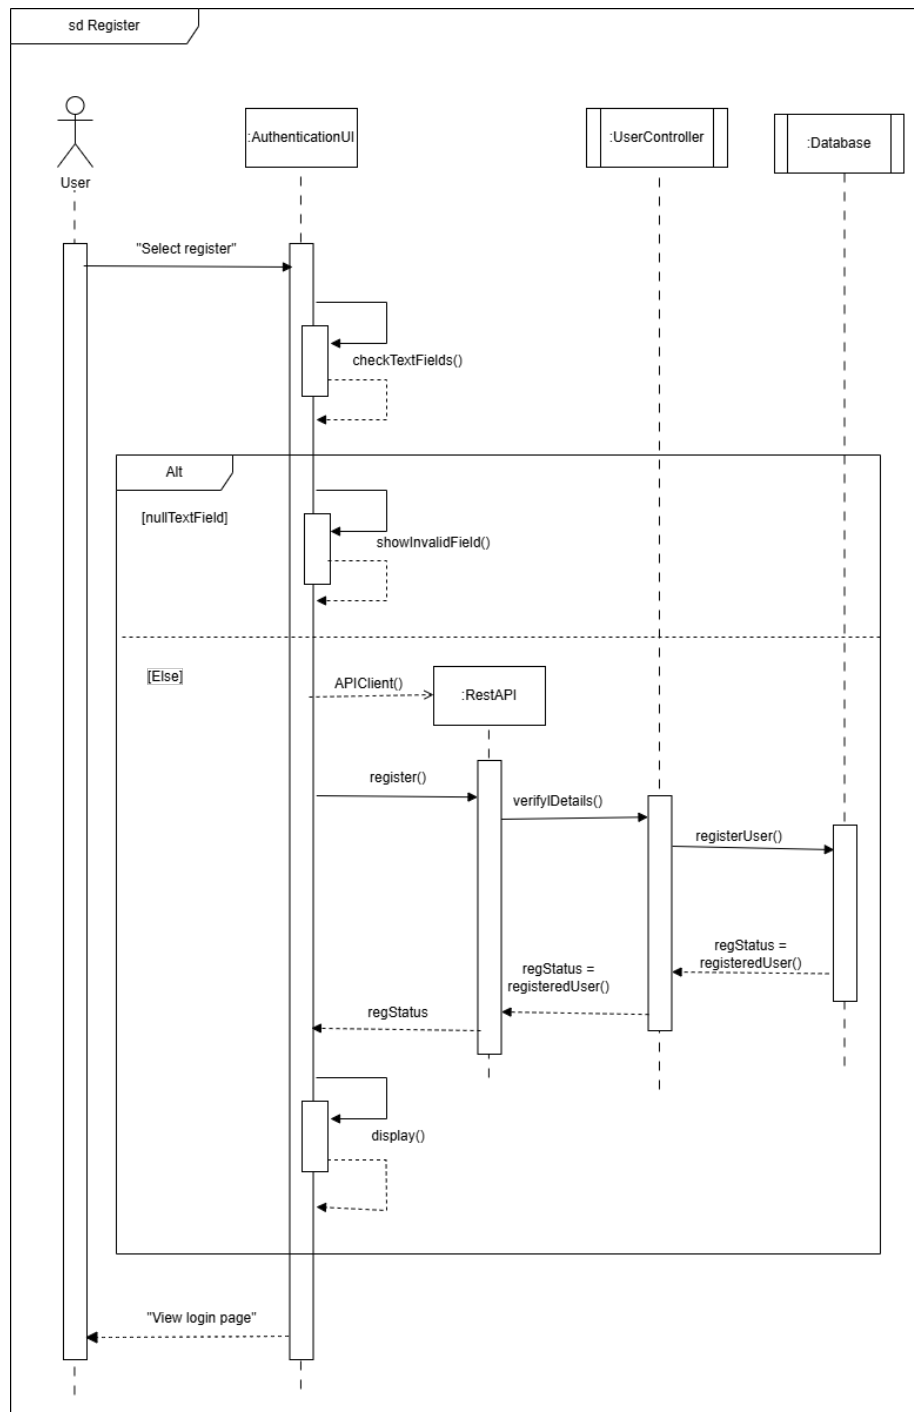 sd Register
User
:AuthenticationUI
:UserController
:Database
"Select register"
checkTextFields()
Alt
[nullTextField]
showInvalidField()
[Else]
APIClient()
:RestAPI
register()
verifyIDetails()
registerUser()
regStatus =
registeredUser()
regStatus =
registeredUser()
regStatus
display()
"View login page"